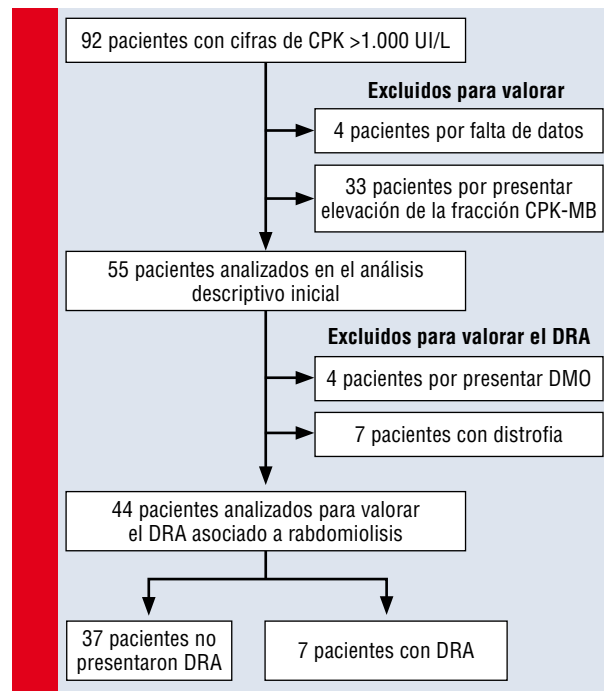 92 pacientes con cifras de CPK >1.000 UI/L
Excluidos para valorar
4 pacientes por falta de datos
33 pacientes por presentar
elevación de la fracción CPK-MB
55 pacientes analizados en el análisis
descriptivo inicial
Excluidos para valorar el DRA
4 pacientes por presentar DMO
7 pacientes con distrofia
44 pacientes analizados para valorar
el DRA asociado a rabdomiolisis
37 pacientes no
presentaron DRA
7 pacientes con DRA